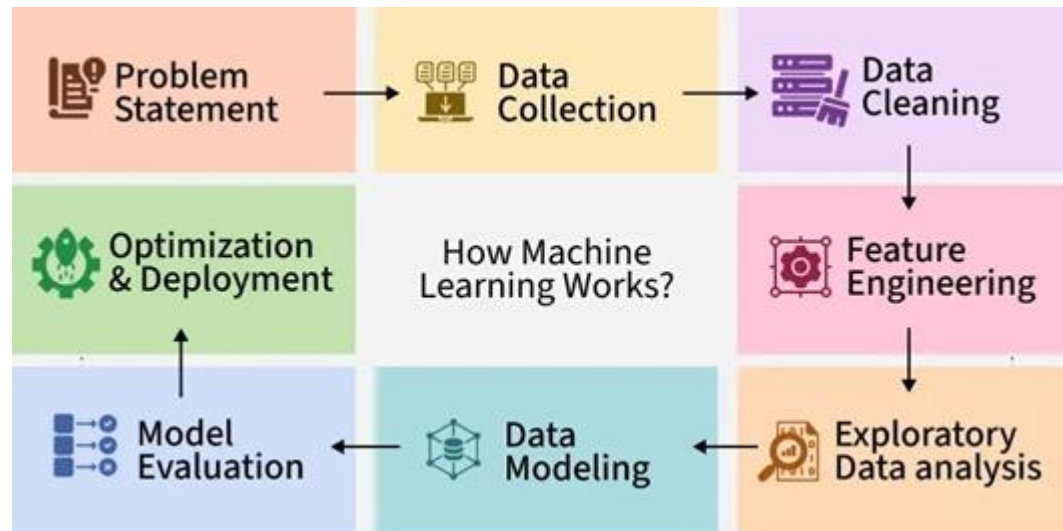 Problem
Statement
Data
Collection
Data
Cleaning
Optimization
& Deployment
How Machine
Learning Works?
Feature
Engineering
Model
Evaluation
Data
Modeling
Exploratory
Data analysis